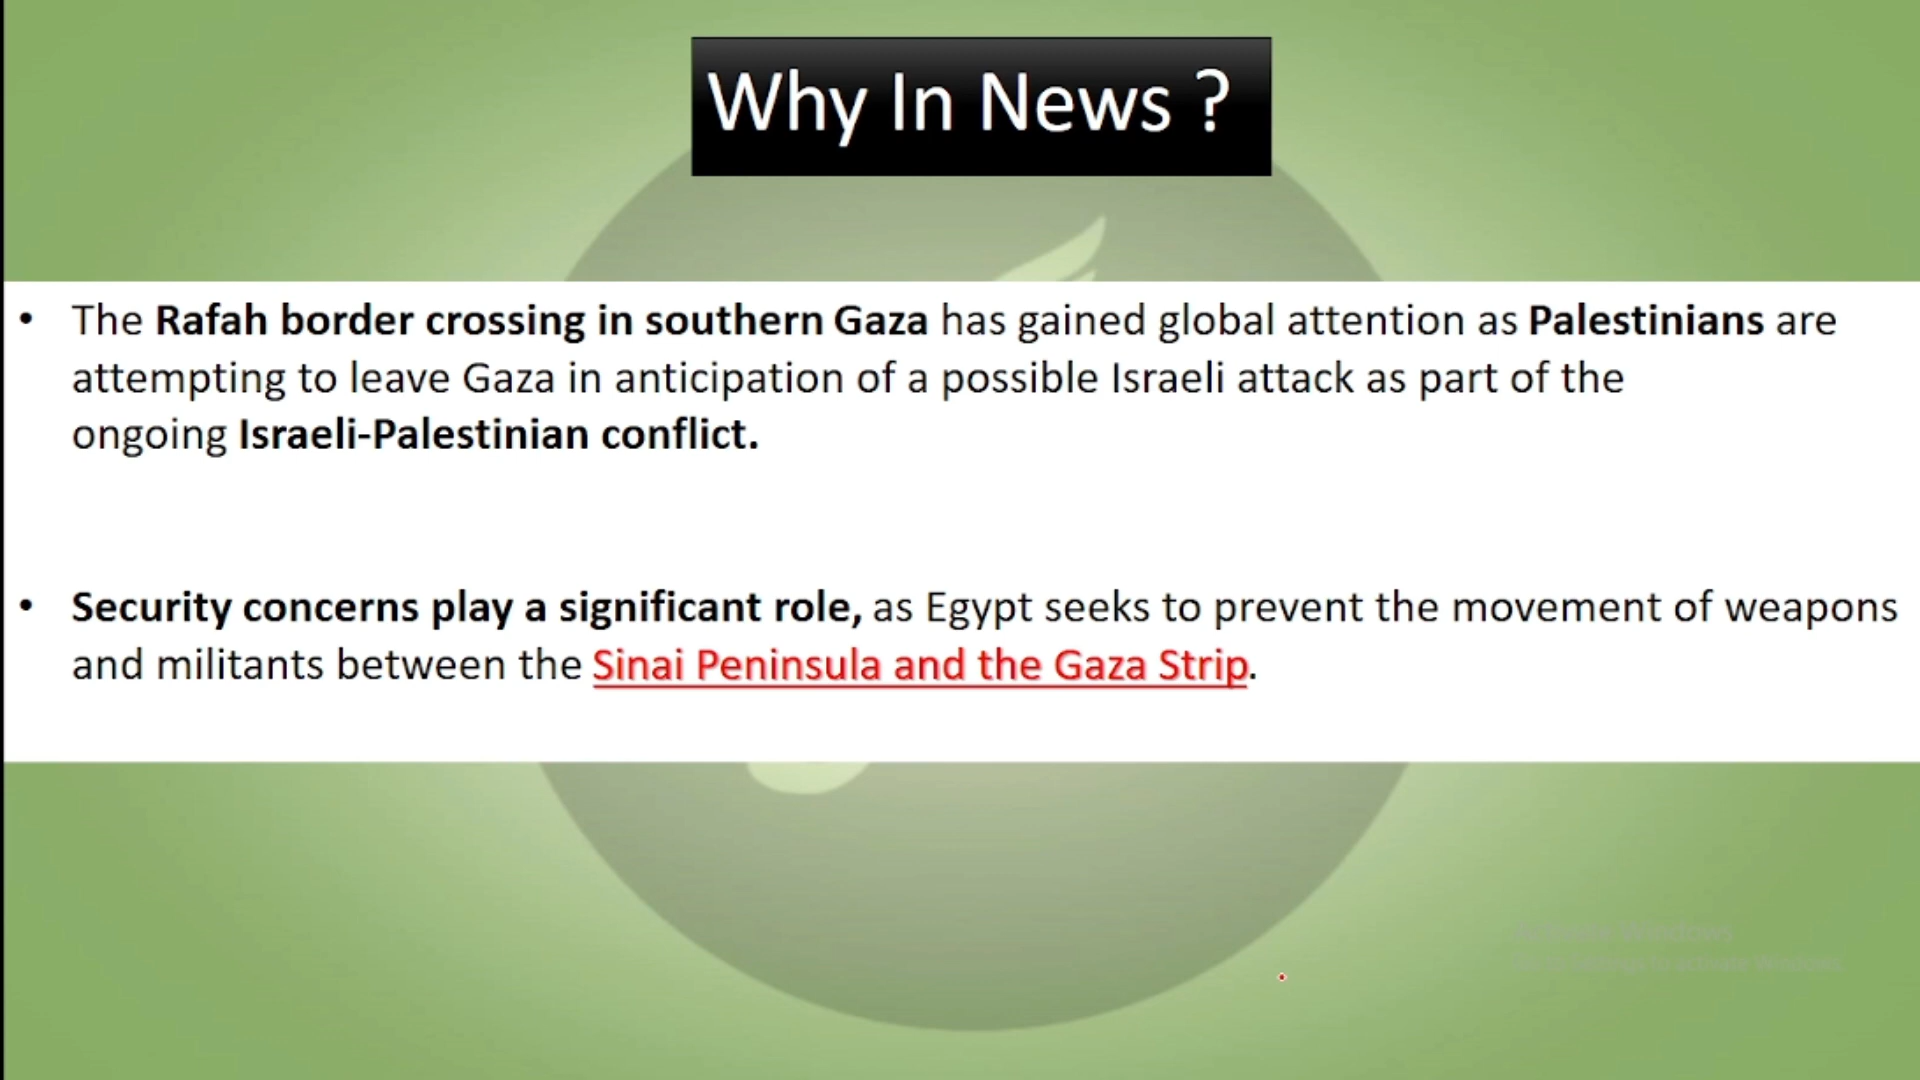 Why In News ?
• The Rafah border crossing in southern Gaza has gained global attention as Palestinians are
attempting to leave Gaza in anticipation of a possible Israeli attack as part of the
ongoing Israeli-Palestinian conflict.
• Security concerns play a significant role, as Egypt seeks to prevent the movement of weapons
and militants between the Sinai Peninsula and the Gaza Strip.
Activate Windows